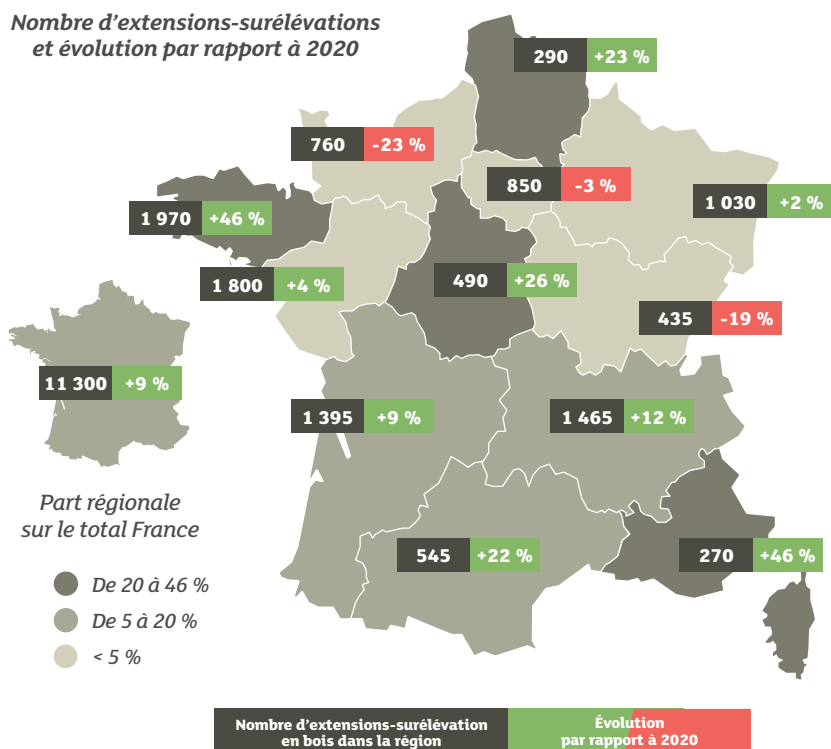 Nombre d’extensions-surélévations
et évolution par rapport à 2020
290 +23 %
760 -23 %
850 -3 %
1 030 +2 %
1 970 +46 %
1 800 +4 %
490 +26 %
435 -19 %
11 300 +9 %
1 395 +9 %
1 465 +12 %
545 +22 %
270 +46 %
Part régionale
sur le total France
De 20 à 46 %
De 5 à 20 %
< 5 %
Nombre d’extensions-surélévation
en bois dans la région
Évolution
par rapport à 2020